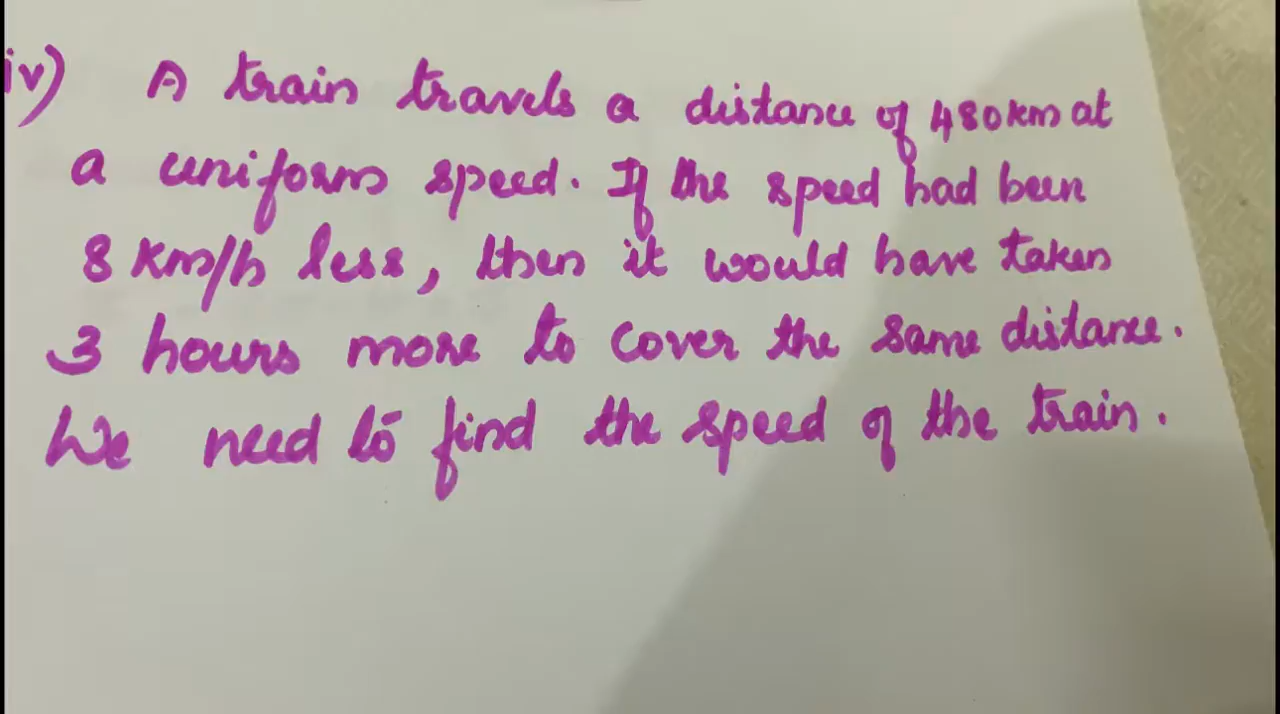 iv) A train travels a distance of 480km at
a uniform speed. If the speed had been
8 km/h less, then it would have taken
3 hours more to cover the same distance.
We need to find the speed of the train.